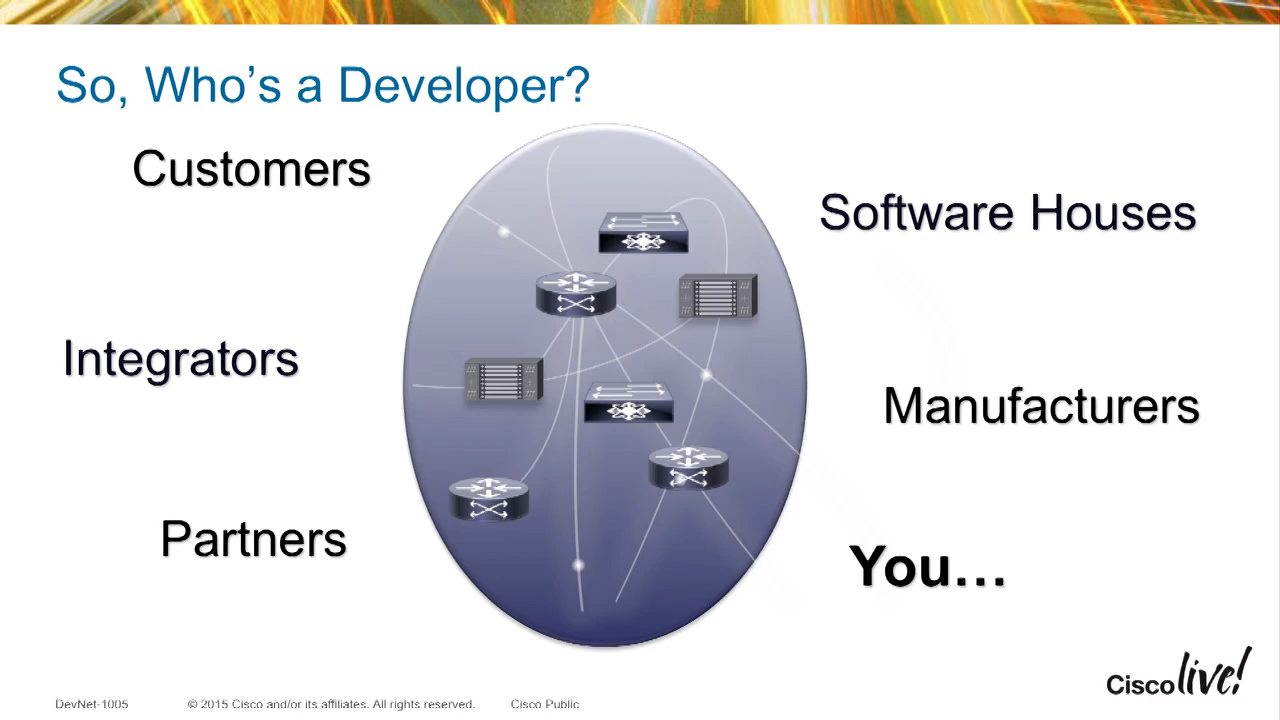 So, Who's a Developer?
Customers
Software Houses
Integrators
Manufacturers
Partners
You…
Cisco live!
DevNet-1005 © 2015 Cisco and/or its affiliates. All rights reserved. Cisco Public